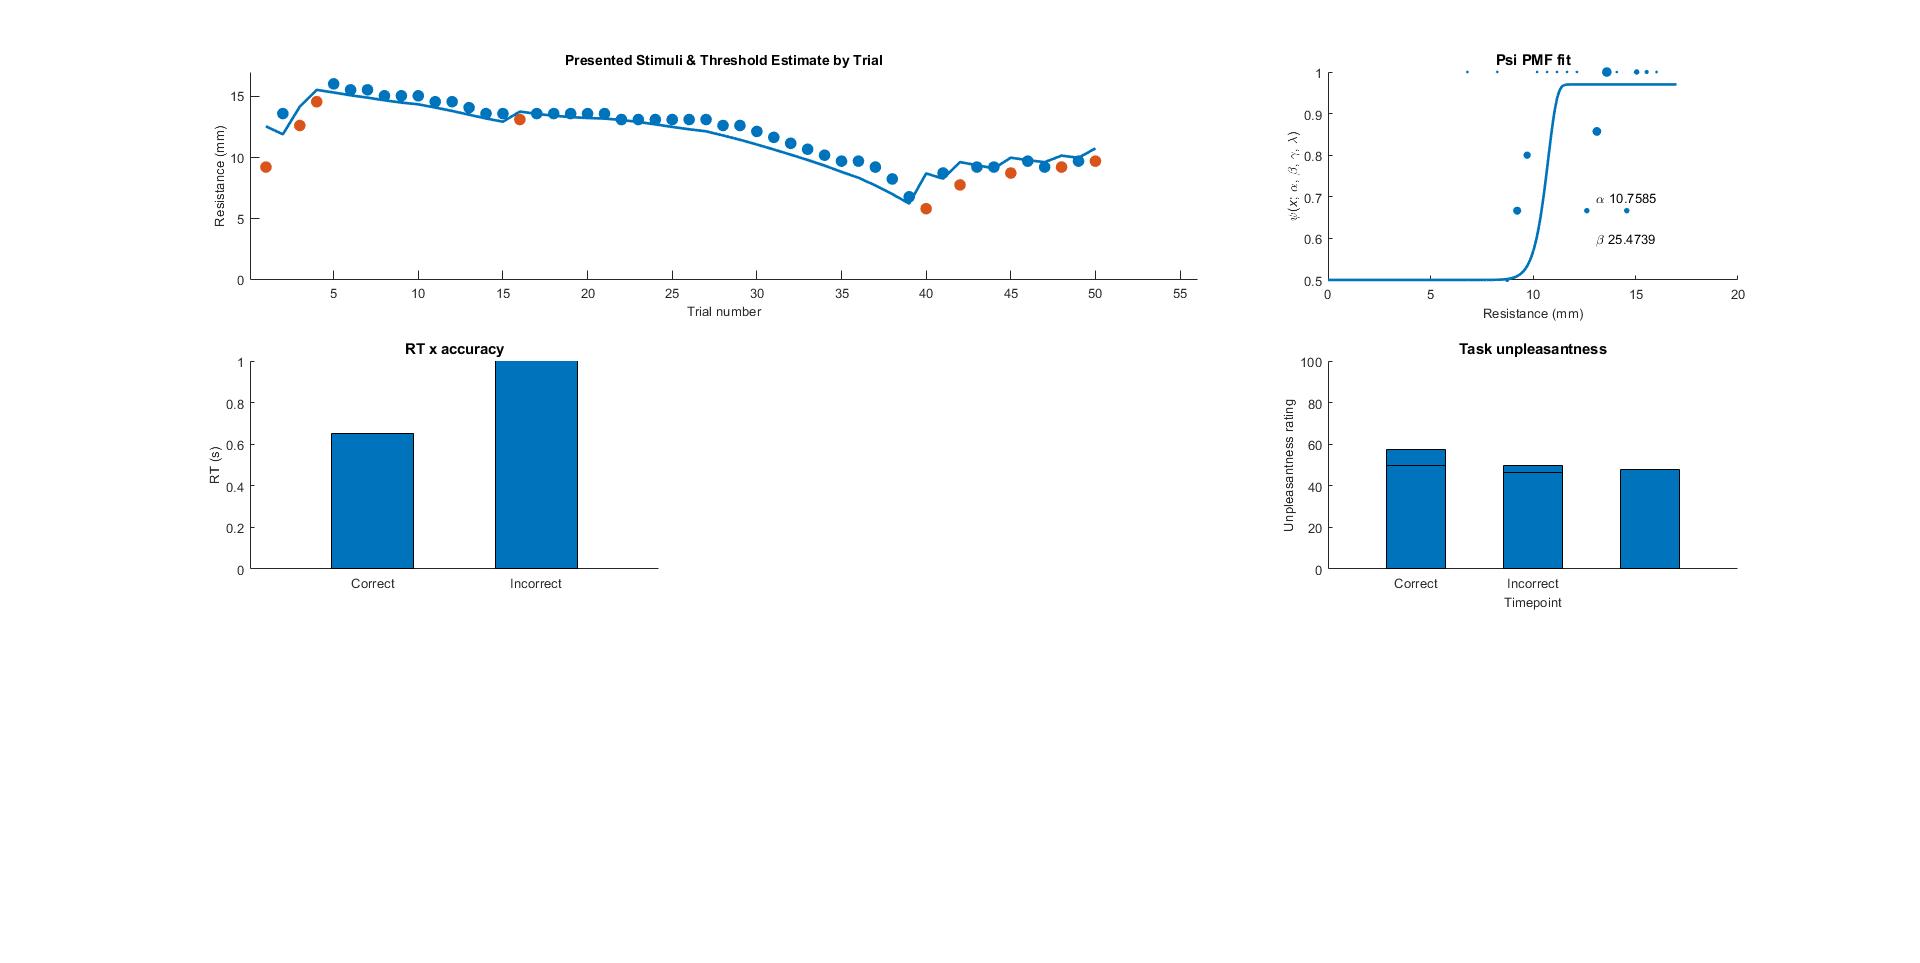 Presented Stimuli & Threshold Estimate by Trial
Resistance (mm)
15
10
5
0
5
10
15
20
25
30
35
40
45
50
55
Trial number
Psi PMF fit
ψ(x; α, β, γ, λ)
1
0.9
0.8
0.7
0.6
0.5
α 10.7585
β 25.4739
0
5
10
15
20
Resistance (mm)
RT x accuracy
RT (s)
1
0.8
0.6
0.4
0.2
0
Correct
Incorrect
Task unpleasantness
Unpleasantness rating
100
80
60
40
20
0
Correct
Incorrect
Timepoint